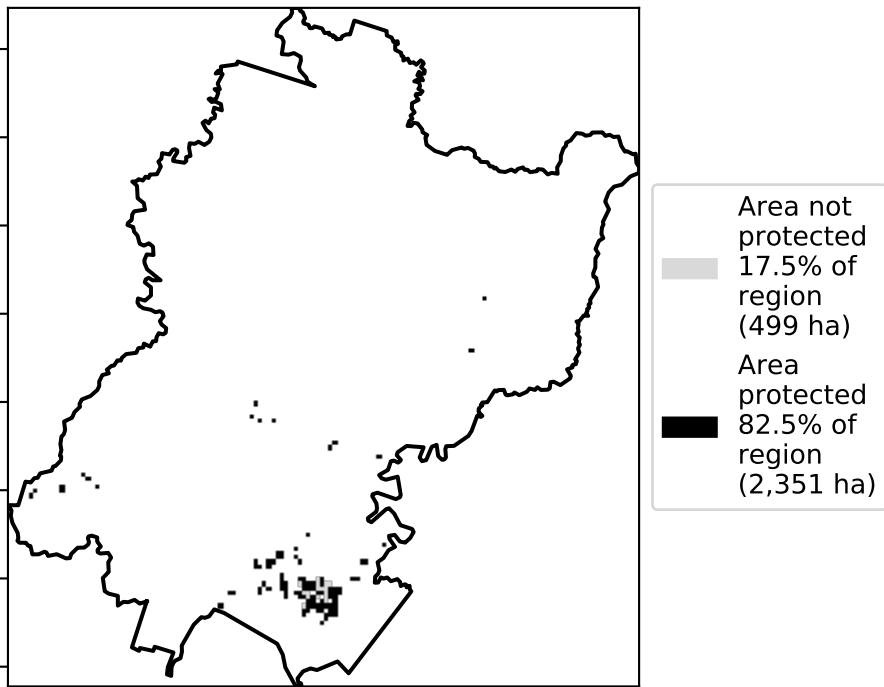 Area not
protected
17.5% of
region
(499 ha)
Area
protected
82.5% of
region
(2,351 ha)